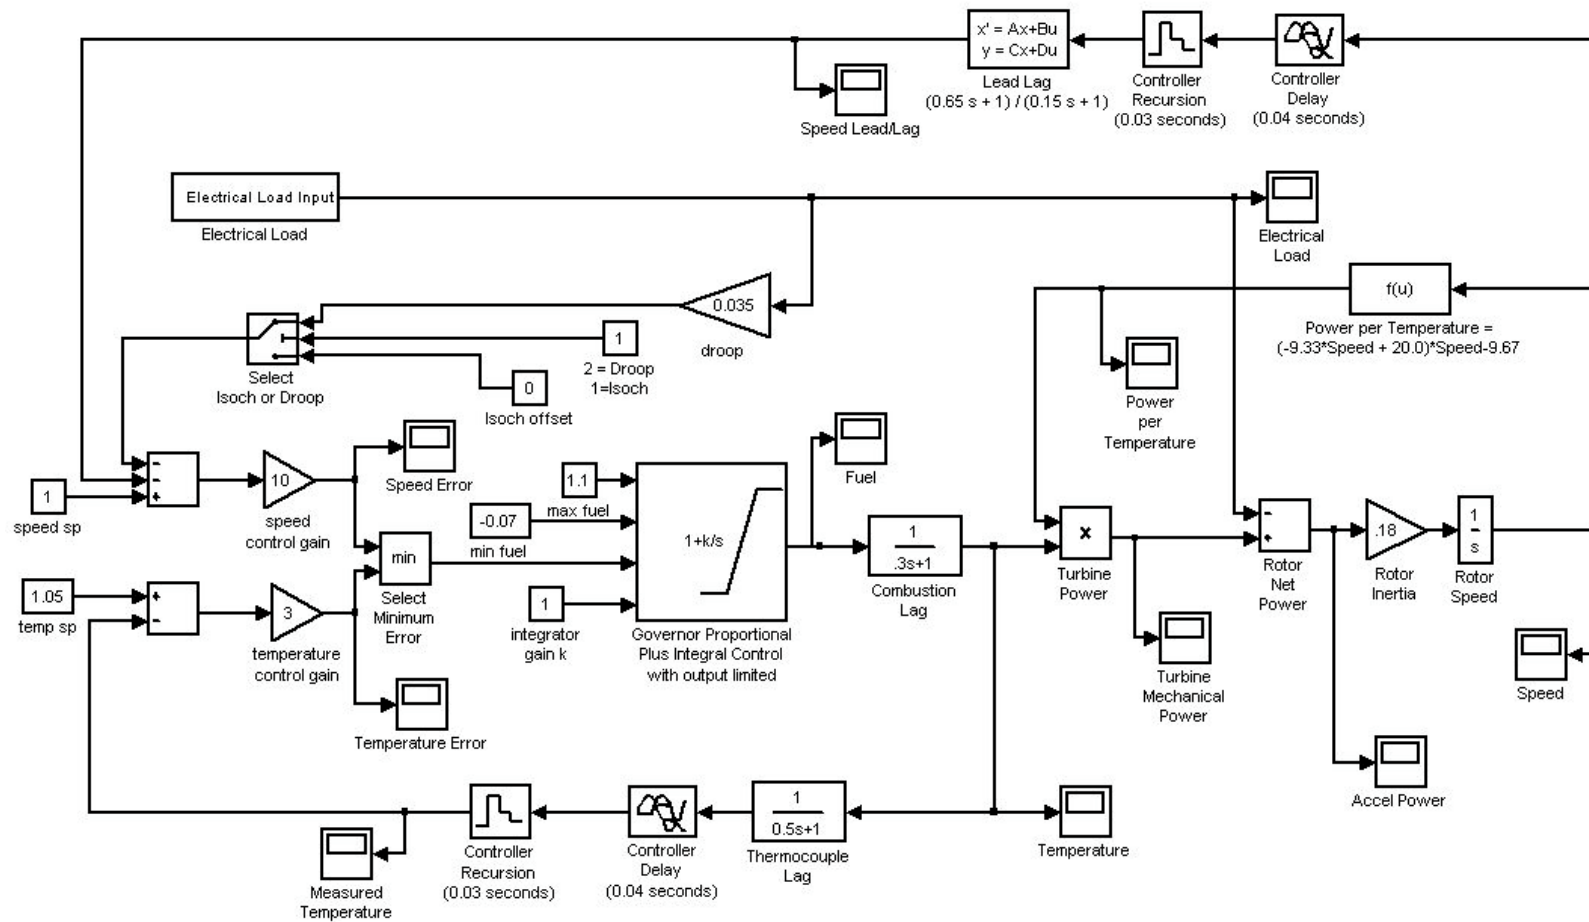 x' = Ax+Bu
y = Cx+Du
Lead Lag
(0.65 s + 1) / (0.15 s + 1)
Controller
Recursion
(0.03 seconds)
Controller
Delay
(0.04 seconds)
Speed Lead/Lag
Electrical Load Input
Electrical Load
Electrical
Load
f(u)
Power per Temperature =
(-9.33*Speed + 20.0)*Speed-9.67
0.035
droop
1
2 = Droop
1=Isoch
Select
Isoch or Droop
0
Isoch offset
Power
per
Temperature
-
-
+
1
speed sp
10
speed
control gain
Speed Error
1.1
max fuel
-0.07
min fuel
1+k/s
Governor Proportional
Plus Integral Control
with output limited
Fuel
min
Select
Minimum
Error
1
integrator
gain k
1
.3s+1
Combustion
Lag
x
Turbine
Power
-
+
Rotor
Net
Power
.18
Rotor
Inertia
1
s
Rotor
Speed
1.05
temp sp
+
-
3
temperature
control gain
Temperature Error
Turbine
Mechanical
Power
Speed
Accel Power
Measured
Temperature
Controller
Recursion
(0.03 seconds)
Controller
Delay
(0.04 seconds)
1
0.5s+1
Thermocouple
Lag
Temperature